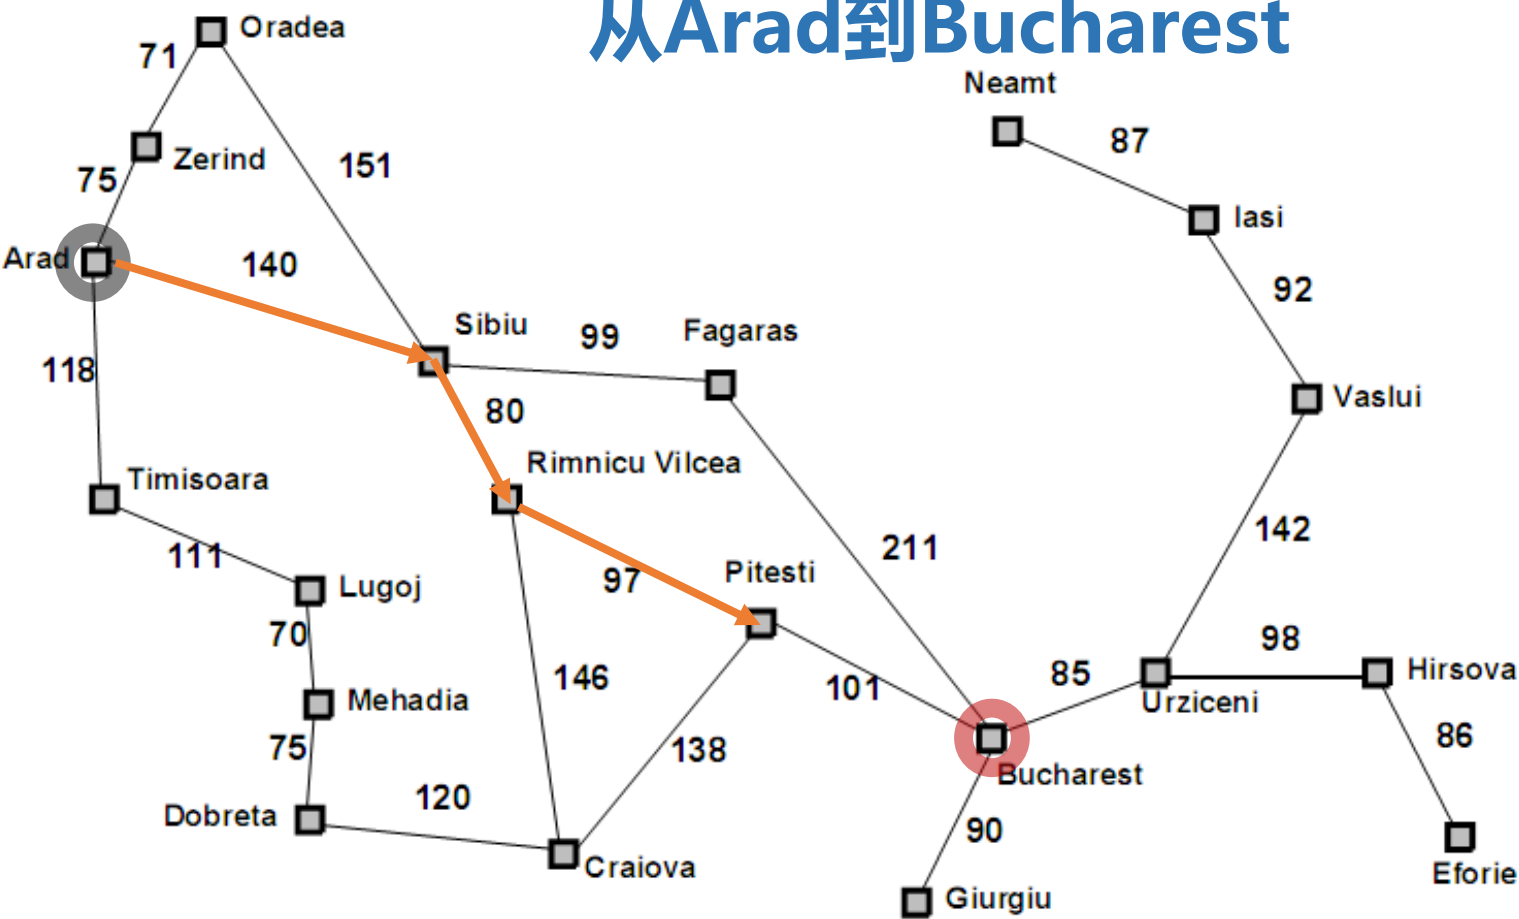 从Arad到Bucharest
Oradea
71
Neamt
87
Zerind
151
75
Iasi
Arad
140
92
Sibiu
99
Fagaras
118
80
Vaslui
Rimnicu Vilcea
Timisoara
142
111
211
97
Pitesti
Lugoj
70
98
146
101
85
Hirsova
Urziceni
Mehadia
75
138
86
Bucharest
120
Dobreta
90
Craiova
Eforie
Giurgiu